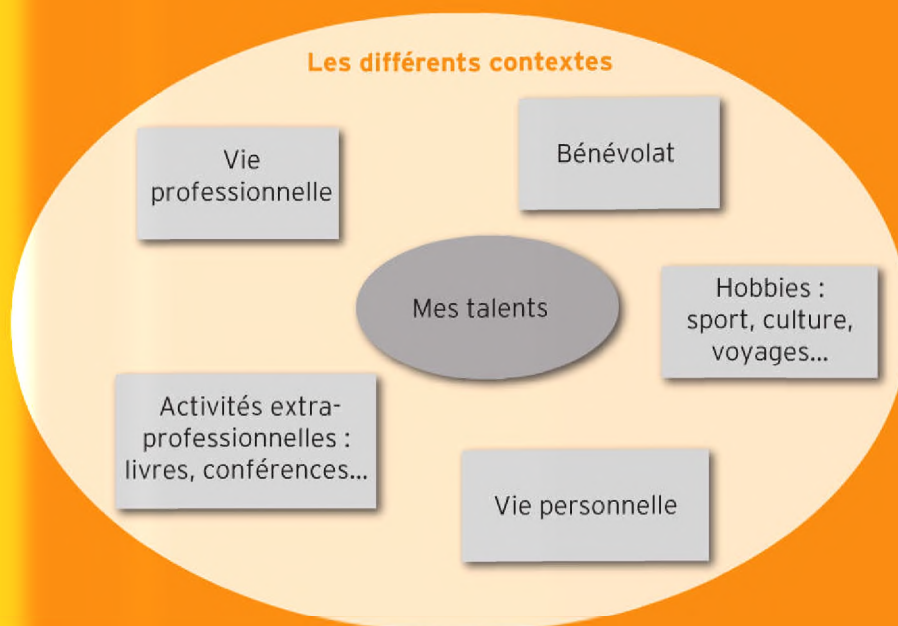 Les différents contextes
Vie
professionnelle
Bénévolat
Mes talents
Hobbies :
sport, culture,
voyages...
Activités extra-
professionnelles :
livres, conférences...
Vie personnelle